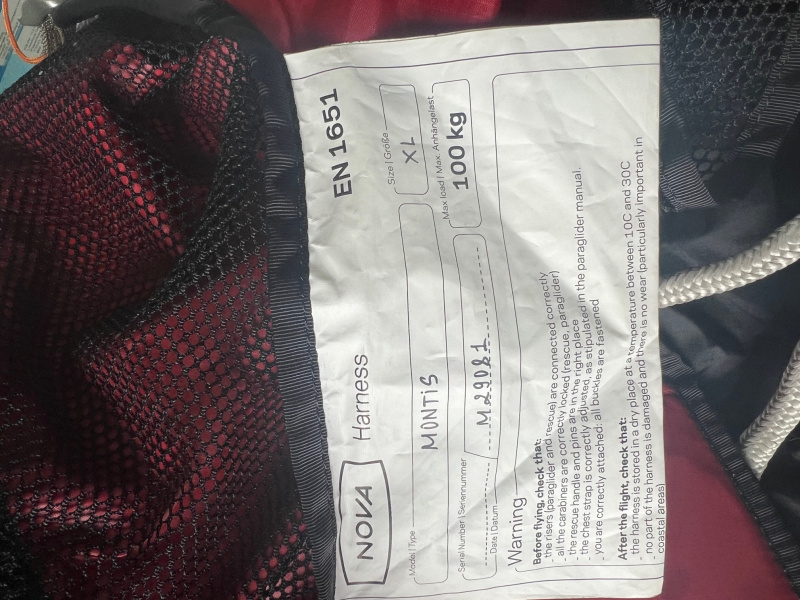 NOVA Harness EN 1651
Model | Type
MONTIS
Size | Größe
XL
Serial Number | Seriennummer
Max load | Max. Anhängelast
100 kg
Date | Datum
M29081
Warning
Before flying, check that:
- the risers (paraglider and rescue) are connected correctly
- all the carabiners are correctly locked (rescue, paraglider)
- the rescue handle and pins are in the right place
- the chest strap is correctly adjusted, as stipulated in the paraglider manual.
- you are correctly attached: all buckles are fastened
After the flight, check that:
- the harness is stored in a dry place at a temperature between 10C and 30C
- no part of the harness is damaged and there is no wear (particularly important in
coastal areas)